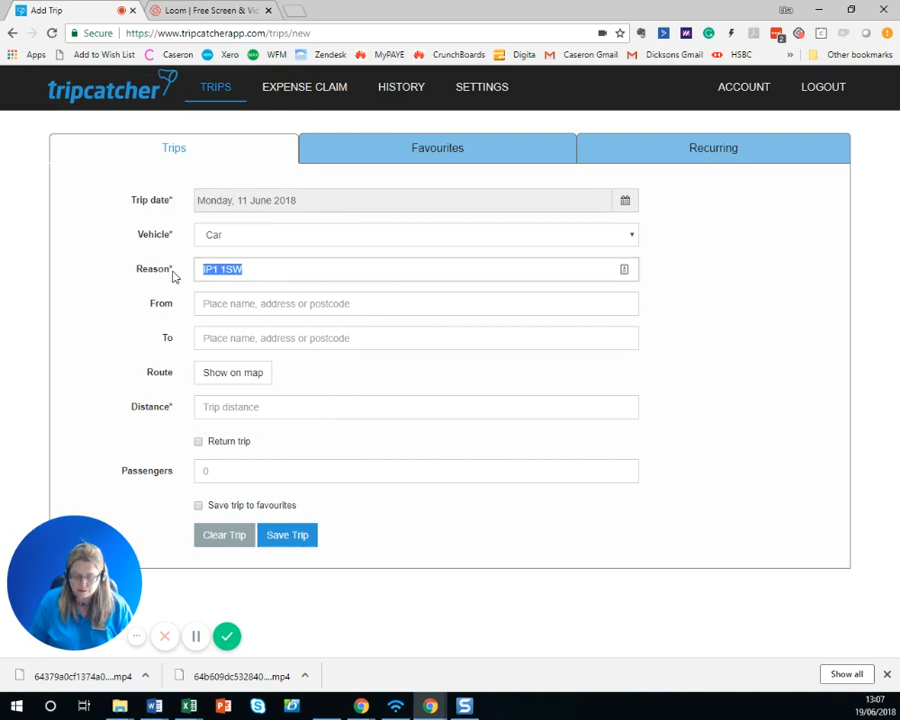 Add Trip
Loom | Free Screen & Vid
Secure
https://www.tripcatcherapp.com/trips/new
Apps
Add to Wish List
Caseron
Xero
WFM
Zendesk
MyPAYE
CrunchBoards
Digita
Caseron Gmail
Dicksons Gmail
HSBC
»
Other bookmarks
tripcatcher
TRIPS
EXPENSE CLAIM
HISTORY
SETTINGS
ACCOUNT
LOGOUT
Trips
Favourites
Recurring
Trip date*
Monday, 11 June 2018
Vehicle*
Car
Reason*
IP1 1SW
From
Place name, address or postcode
To
Place name, address or postcode
Route
Show on map
Distance*
Trip distance
Return trip
Passengers
0
Save trip to favourites
Clear Trip
Save Trip
64379a0cf1374a0....mp4
64b609dc532840....mp4
Show all
13:07
19/06/2018